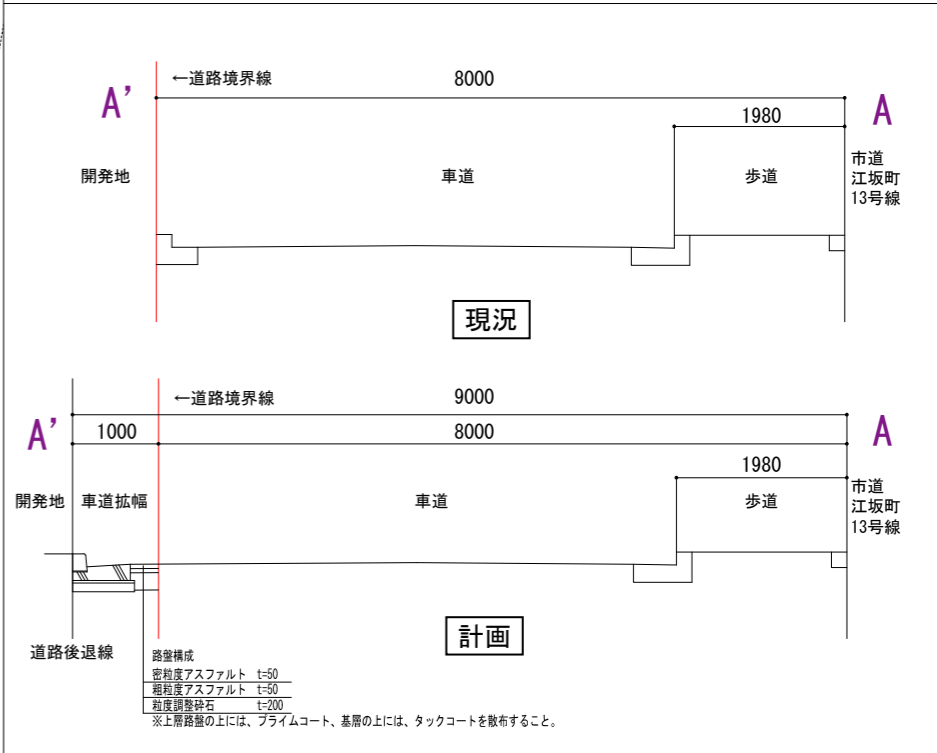 ←道路境界線
8000
A’
A
1980
開発地
車道
歩道
市道
江坂町
13号線
現況
←道路境界線
9000
A’
1000
8000
A
1980
開発地
車道拡幅
車道
歩道
市道
江坂町
13号線
道路後退線
計画
路盤構成
密粒度アスファルト t=50
粗粒度アスファルト t=50
粒度調整砕石 t=200
※上層路盤の上には、プライムコート、基層の上には、タックコートを散布すること。